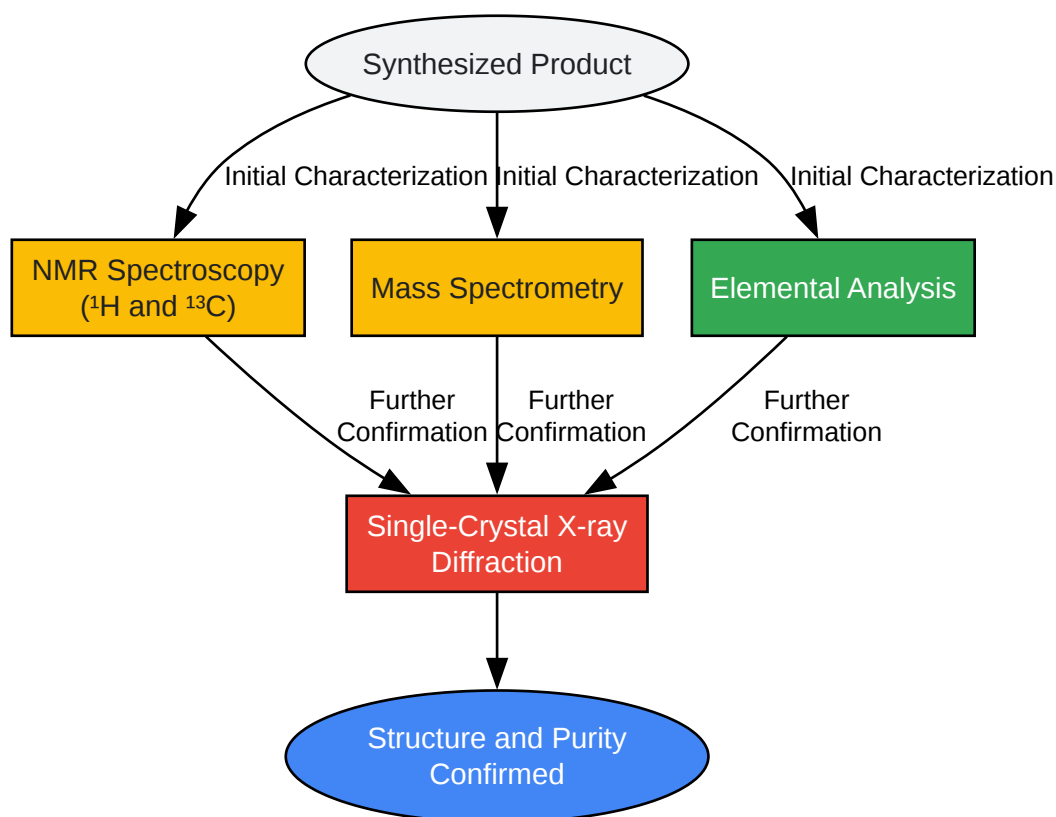 Synthesized Product
Initial Characterization
Initial Characterization
Initial Characterization
NMR Spectroscopy
(¹H and ¹³C)
Mass Spectrometry
Elemental Analysis
Further
Confirmation
Further
Confirmation
Further
Confirmation
Single-Crystal X-ray
Diffraction
Structure and Purity
Confirmed